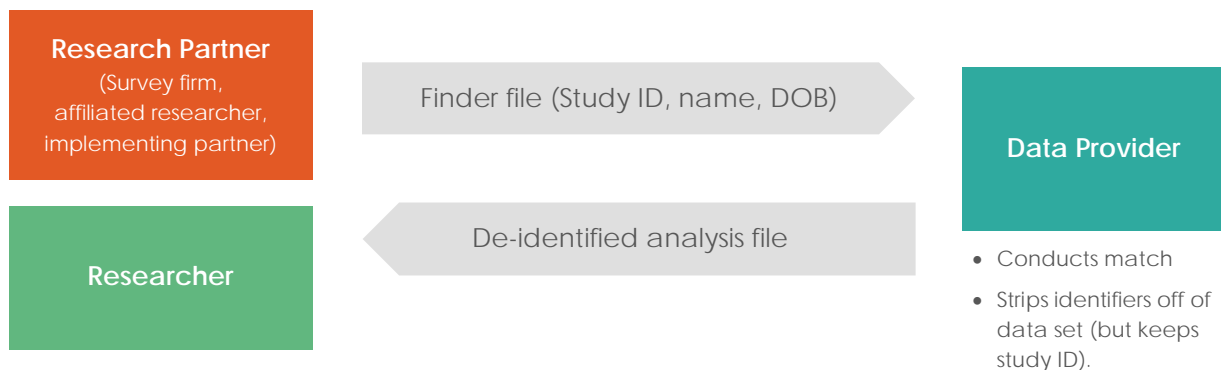 Research Partner
(Survey firm,
affiliated researcher,
implementing partner)
Finder file (Study ID, name, DOB)
Data Provider
De-identified analysis file
Researcher
• Conducts match
• Strips identifiers off of
data set (but keeps
study ID).